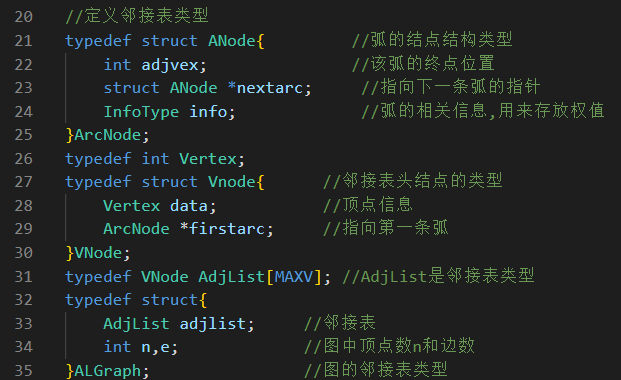 20 //定义邻接表类型
21 typedef struct ANode{ //弧的结点结构类型
22 int adjvex; //该弧的终点位置
23 struct ANode *nextarc; //指向下一条弧的指针
24 InfoType info; //弧的相关信息,用来存放权值
25 }ArcNode;
26 typedef int Vertex;
27 typedef struct Vnode{ //邻接表头结点的类型
28 Vertex data; //顶点信息
29 ArcNode *firstarc; //指向第一条弧
30 }VNode;
31 typedef VNode AdjList[MAXV]; //AdjList是邻接表类型
32 typedef struct{
33 AdjList adjlist; //邻接表
34 int n,e; //图中顶点数n和边数
35 }ALGraph; //图的邻接表类型